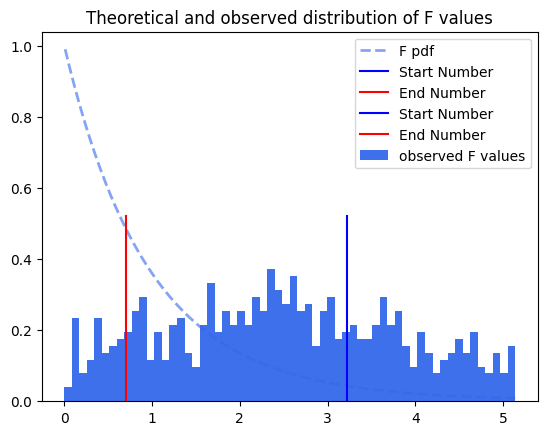 Theoretical and observed distribution of F values
F pdf
Start Number
End Number
Start Number
End Number
observed F values
1.0
0.8
0.6
0.4
0.2
0.0
0 1 2 3 4 5